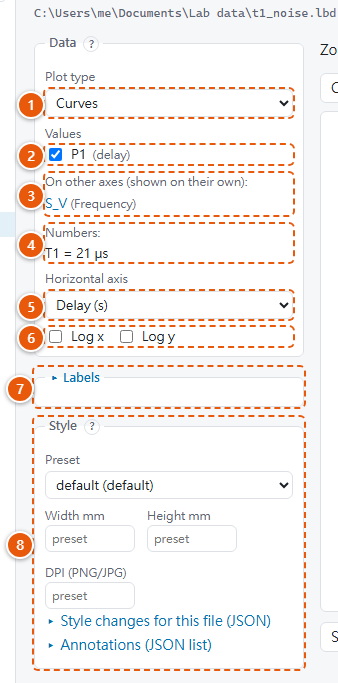 C:\Users\me\Documents\Lab data\t1_noise.lbd
Data ?
Zo
Plot type
1 Curves
C
Values
2 P1 (delay)
3 On other axes (shown on their own):
S_V (Frequency)
4 Numbers:
T1 = 21 µs
Horizontal axis
5 Delay (s)
6 Log x Log y
7 ▸ Labels
Style ?
Preset
default (default)
Width mm Height mm
preset preset
8 DPI (PNG/JPG)
preset
▸ Style changes for this file (JSON)
S
▸ Annotations (JSON list)